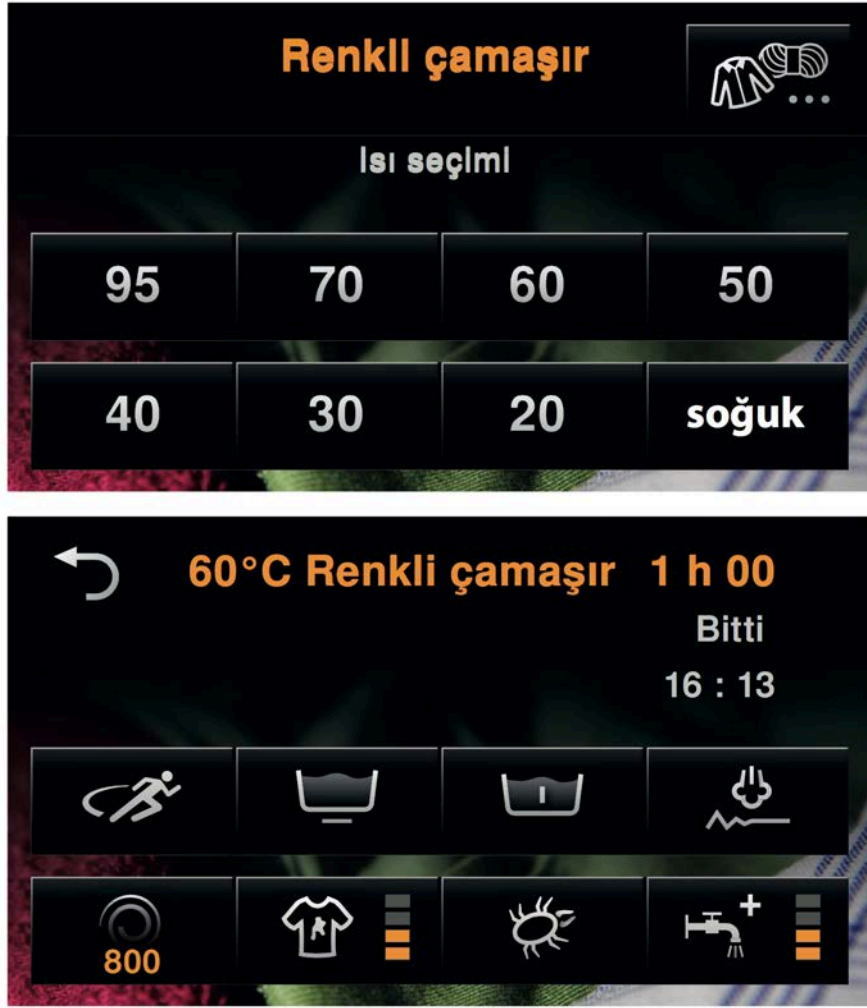 Renkli çamaşır
Isı seçimi
95 70 60 50
40 30 20 soğuk
60°C Renkli çamaşır 1 h 00
Bitti
16 : 13
800